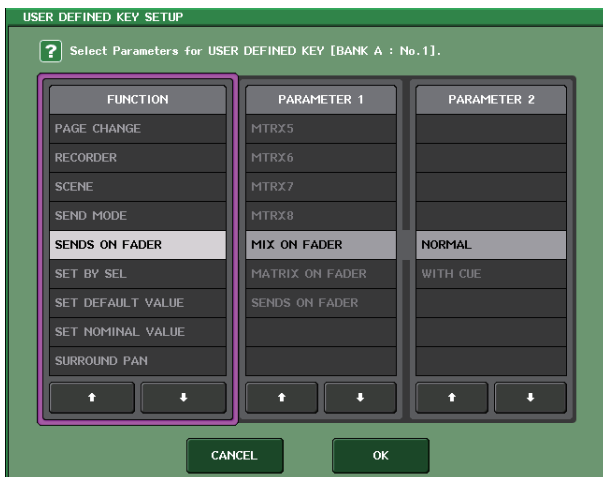 USER DEFINED KEY SETUP
? Select Parameters for USER DEFINED KEY [BANK A : No.1].
FUNCTION
PAGE CHANGE
RECORDER
SCENE
SEND MODE
SENDS ON FADER
SET BY SEL
SET DEFAULT VALUE
SET NOMINAL VALUE
SURROUND PAN
PARAMETER 1
MTRX5
MTRX6
MTRX7
MTRX8
MIX ON FADER
MATRIX ON FADER
SENDS ON FADER
PARAMETER 2
NORMAL
WITH CUE
CANCEL
OK